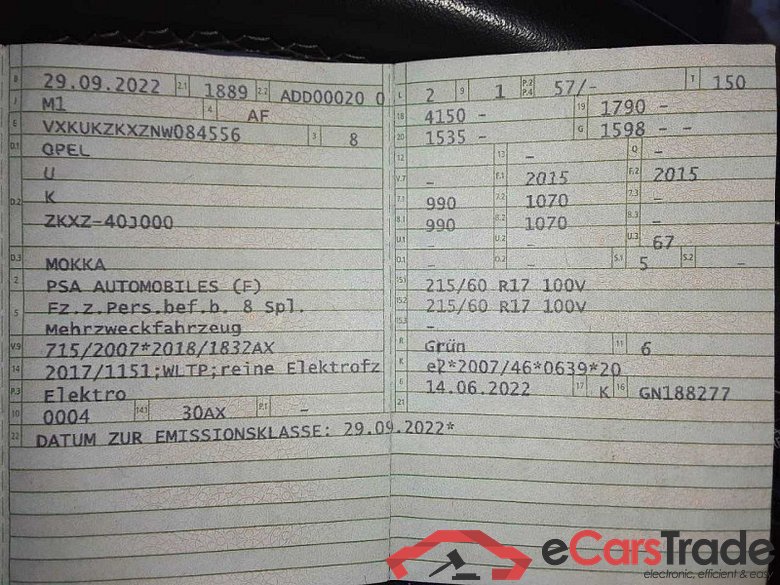 B 29.09.2022 2.1 1889 2.2 ADD00020 0
J M1 4 AF
E VXKUKZKXZNW084556 3 8
D.1 OPEL
U
D.2 K
ZKXZ-40J000
D.3 MOKKA
2 PSA AUTOMOBILES (F)
5 Fz.z.Pers.bef.b. 8 Spl.
Mehrzweckfahrzeug
V.9 715/2007*2018/1832AX
14 2017/1151;WLTP;reine Elektrofz
P.3 Elektro
10 0004 14.1 30AX P.1 -
22 DATUM ZUR EMISSIONSKLASSE: 29.09.2022*
L 2 9 1 P.2 P.4 57/- T 150
18 4150 - 19 1790 -
20 1535 - G 1598 - -
12 - 13 - Q -
V.7 - F.1 2015 F.2 2015
7.1 990 7.2 1070 7.3 -
8.1 990 8.2 1070 8.3 -
U.1 - U.2 - U.3 67
O.1 - O.2 - S.1 5 S.2 -
15.1 215/60 R17 100V
15.2 215/60 R17 100V
15.3 -
R Grün 11 6
K e2*2007/46*0639*20
6 14.06.2022 17 K 16 GN188277
21
eCarsTrade
electronic, efficient & eas